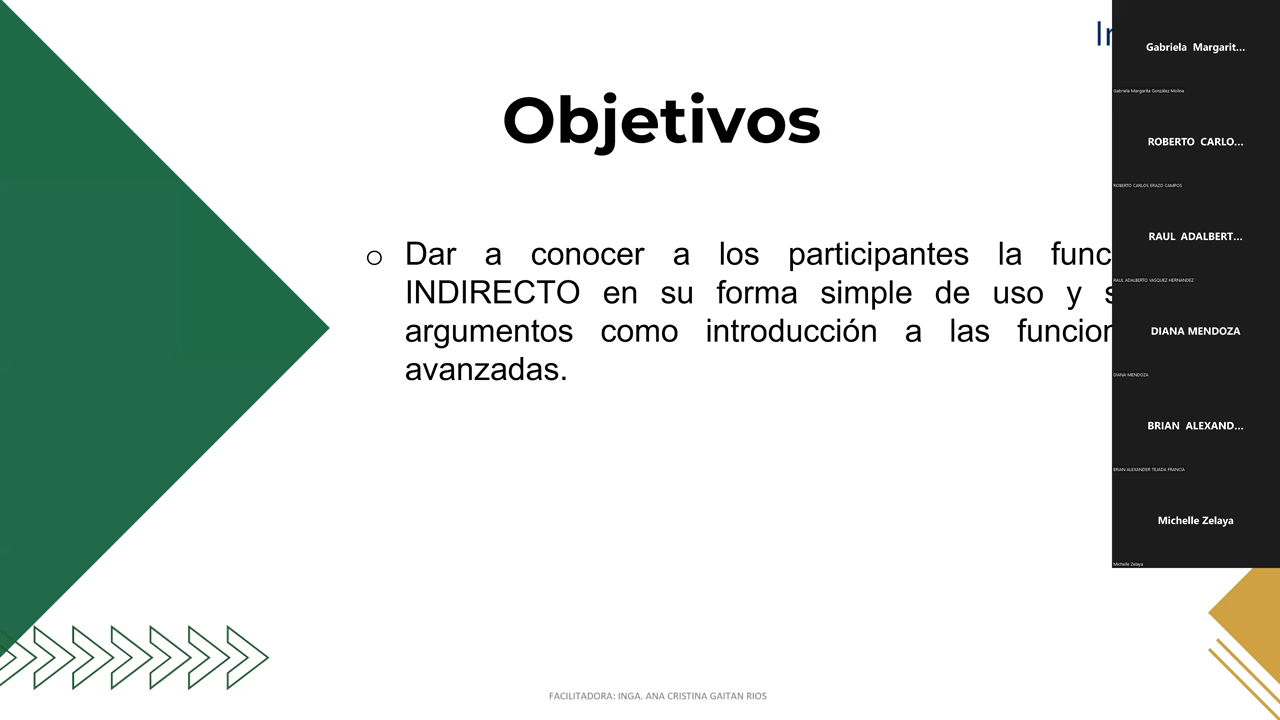 Objetivos
o Dar a conocer a los participantes la func
INDIRECTO en su forma simple de uso y s
argumentos como introducción a las funcion
avanzadas.
FACILITADORA: INGA. ANA CRISTINA GAITAN RIOS
Gabriela Margarit...
Gabriela Margarita González Molina
ROBERTO CARLO...
ROBERTO CARLOS ERAZO CAMPOS
RAUL ADALBERT...
RAUL ADALBERTO VASQUEZ HERNANDEZ
DIANA MENDOZA
DIANA MENDOZA
BRIAN ALEXAND...
BRIAN ALEXANDER TEJADA FRANCIA
Michelle Zelaya
Michelle Zelaya